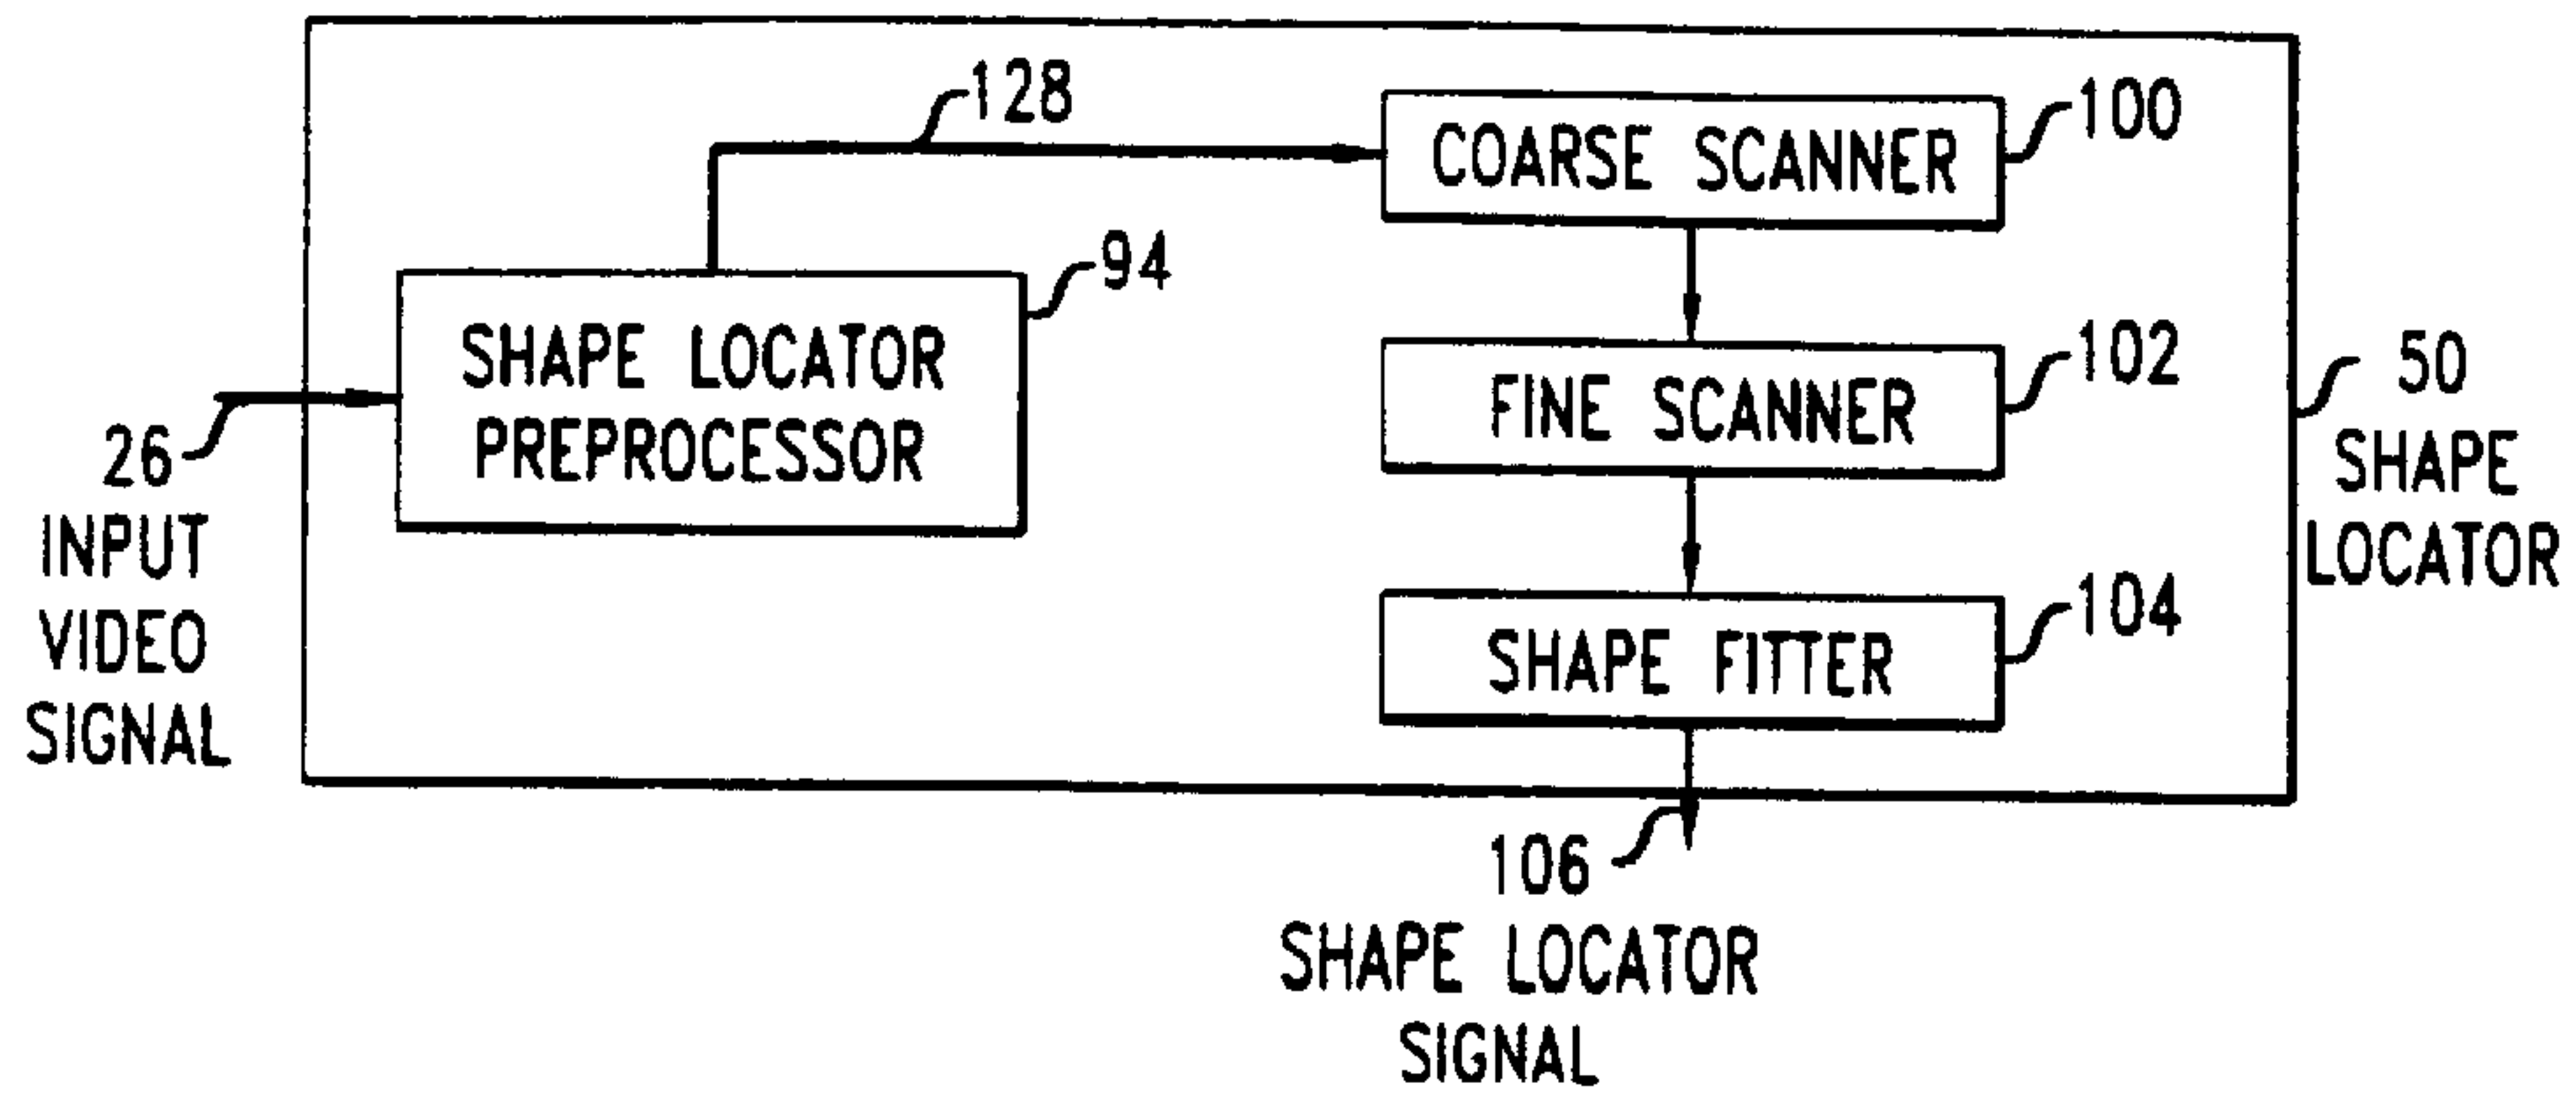 128
100
COARSE SCANNER
94
SHAPE LOCATOR
PREPROCESSOR
102
FINE SCANNER
50
SHAPE
LOCATOR
26
INPUT
VIDEO
SIGNAL
104
SHAPE FITTER
106
SHAPE LOCATOR
SIGNAL